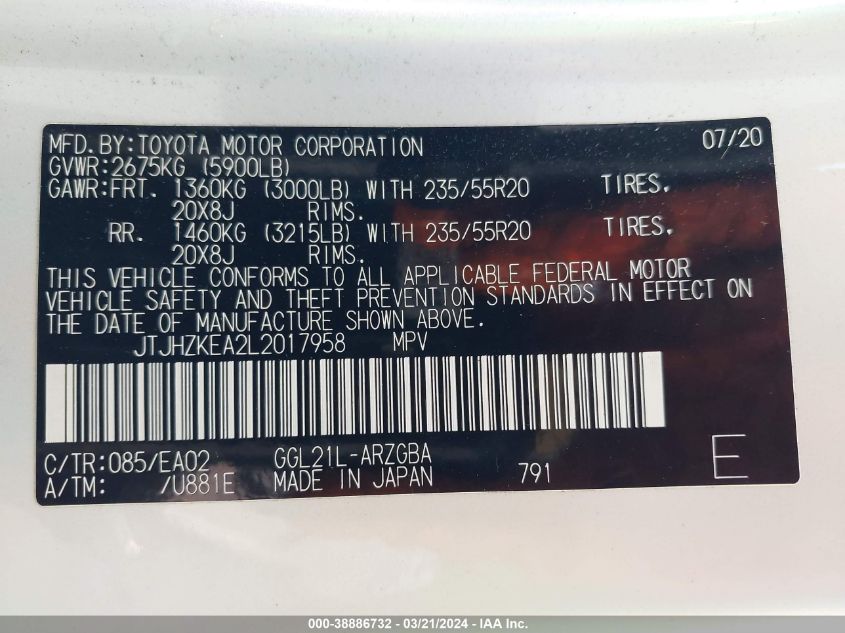 MFD.BY:TOYOTA MOTOR CORPORATION 07/20
GVWR:2675KG (5900LB)
GAWR:FRT. 1360KG (3000LB) WITH 235/55R20 TIRES.
20X8J RIMS.
RR. 1460KG (3215LB) WITH 235/55R20 TIRES.
20X8J RIMS.
THIS VEHICLE CONFORMS TO ALL APPLICABLE FEDERAL MOTOR
VEHICLE SAFETY AND THEFT PREVENTION STANDARDS IN EFFECT ON
THE DATE OF MANUFACTURE SHOWN ABOVE.
JTJHZKEA2L2017958 MPV
C/TR:085/EA02 GGL21L-ARZGBA
A/TM: /U881E MADE IN JAPAN 791 E
000-38886732 - 03/21/2024 - IAA Inc.